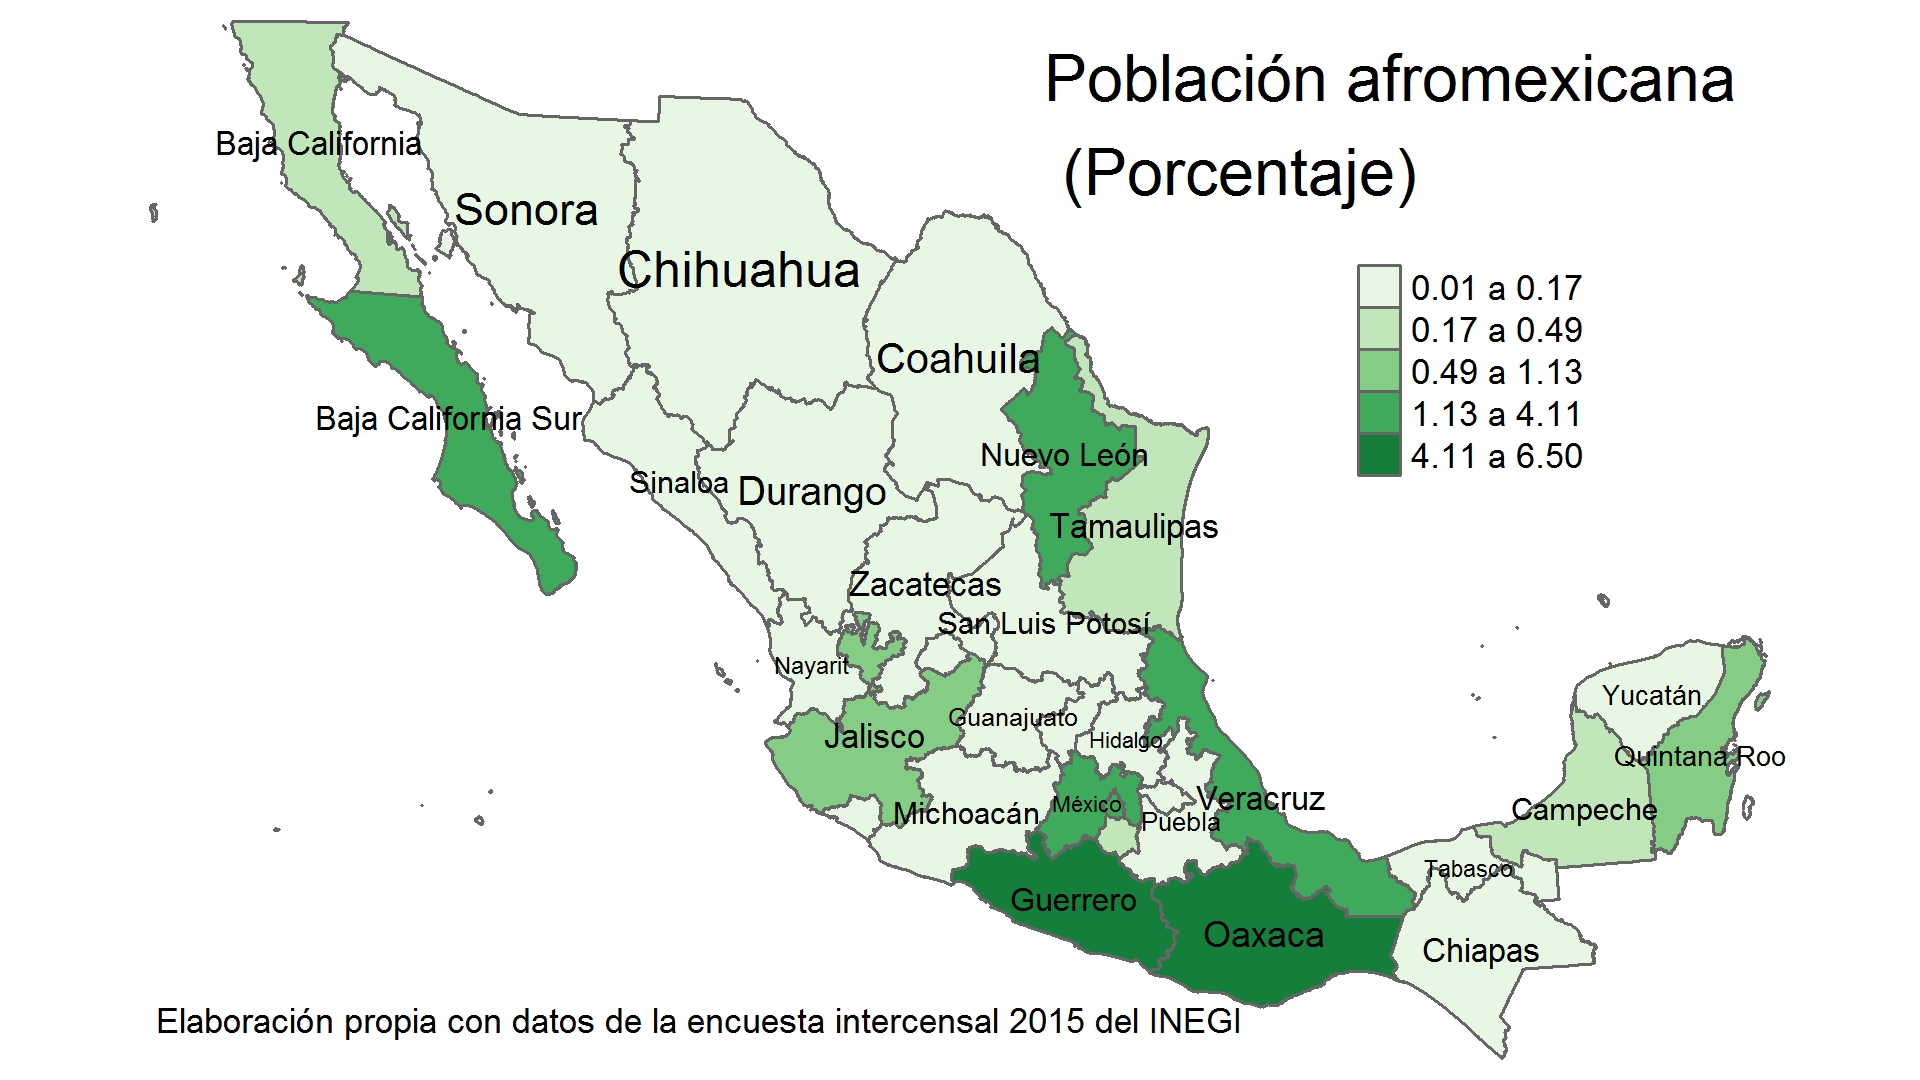 Población afromexicana
(Porcentaje)
Baja California
Sonora
Chihuahua
0.01 a 0.17
0.17 a 0.49
0.49 a 1.13
1.13 a 4.11
4.11 a 6.50
Coahuila
Baja California Sur
Nuevo León
Sinaloa
Durango
Tamaulipas
Zacatecas
San Luis Potosí
Nayarit
Yucatán
Guanajuato
Jalisco
Hidalgo
Quintana Roo
México
Veracruz
Campeche
Michoacán
Puebla
Tabasco
Guerrero
Oaxaca
Chiapas
Elaboración propia con datos de la encuesta intercensal 2015 del INEGI